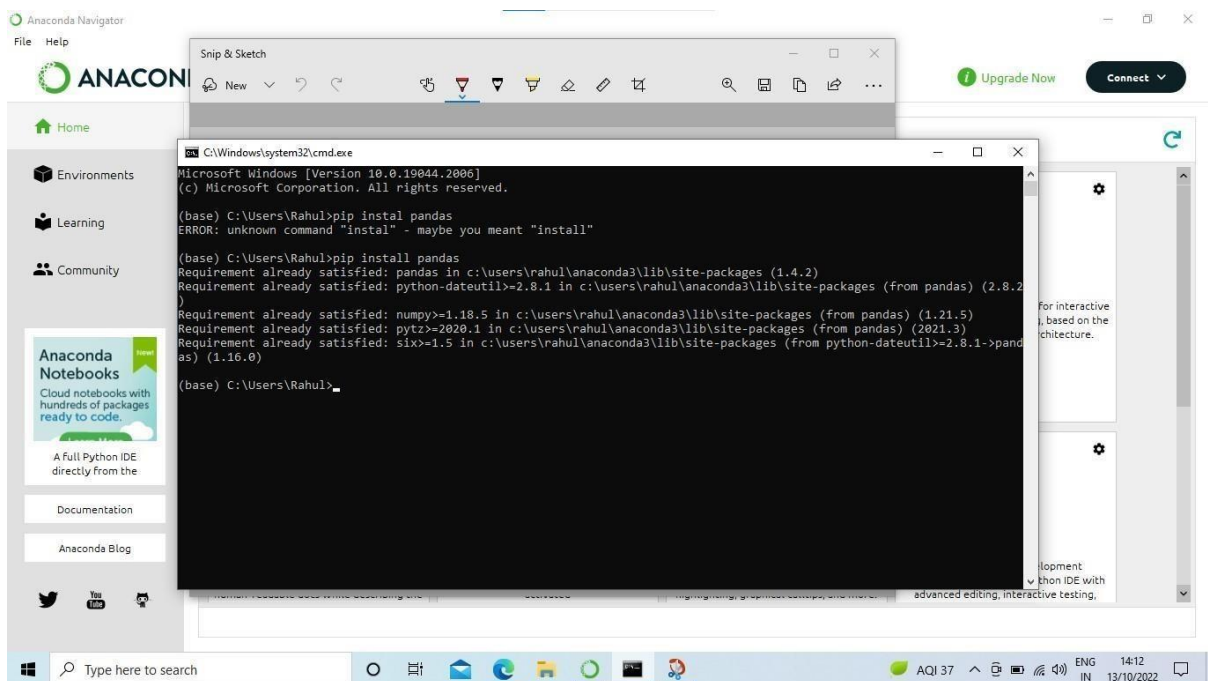 Anaconda Navigator
File Help
Snip & Sketch
ANACON
New
Upgrade Now
Connect
Home
Environments
Learning
Community
C:\Windows\system32\cmd.exe
Microsoft Windows [Version 10.0.19044.2006]
(c) Microsoft Corporation. All rights reserved.
(base) C:\Users\Rahul>pip instal pandas
ERROR: unknown command "instal" - maybe you meant "install"
(base) C:\Users\Rahul>pip install pandas
Requirement already satisfied: pandas in c:\users\rahul\anaconda3\lib\site-packages (1.4.2)
Requirement already satisfied: python-dateutil>=2.8.1 in c:\users\rahul\anaconda3\lib\site-packages (from pandas) (2.8.2
)
Requirement already satisfied: numpy>=1.18.5 in c:\users\rahul\anaconda3\lib\site-packages (from pandas) (1.21.5)
Requirement already satisfied: pytz>=2020.1 in c:\users\rahul\anaconda3\lib\site-packages (from pandas) (2021.3)
Requirement already satisfied: six>=1.5 in c:\users\rahul\anaconda3\lib\site-packages (from python-dateutil>=2.8.1->pand
as) (1.16.0)
(base) C:\Users\Rahul>
for interactive
, based on the
chitecture.
Anaconda
Notebooks
New!
Cloud notebooks with
hundreds of packages
ready to code.
A full Python IDE
directly from the
Documentation
Anaconda Blog
You
Tube
lopment
thon IDE with
advanced editing, interactive testing,
Type here to search
AQI 37
ENG
IN
14:12
13/10/2022